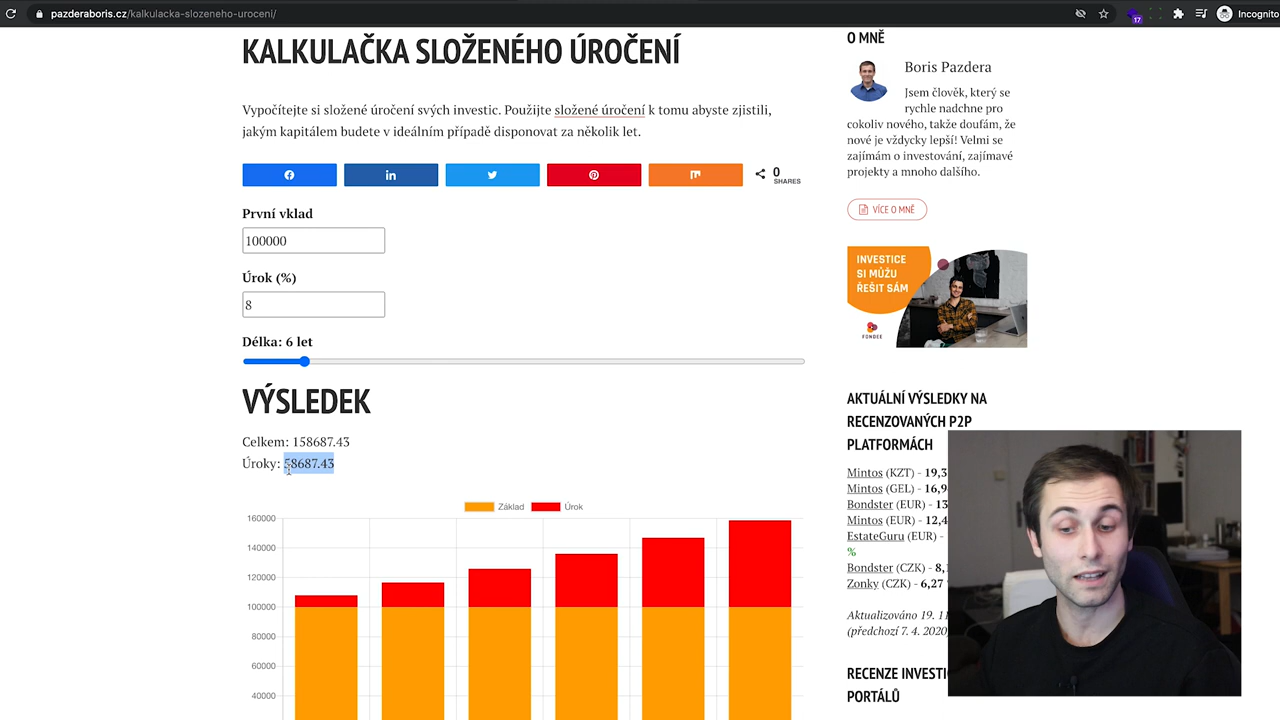 pazderaboris.cz/kalkulacka-slozeneho-uroceni/
17
Incognito
KALKULAČKA SLOŽENÉHO ÚROČENÍ
Vypočítejte si složené úročení svých investic. Použijte složené úročení k tomu abyste zjistili,
jakým kapitálem budete v ideálním případě disponovat za několik let.
0
SHARES
První vklad
100000
Úrok (%)
8
Délka: 6 let
VÝSLEDEK
Celkem: 158687.43
Úroky: 58687.43
Základ
Úrok
160000
140000
120000
100000
80000
60000
40000
O MNĚ
Boris Pazdera
Jsem člověk, který se
rychle nadchne pro
cokoliv nového, takže doufám, že
nové je vždycky lepší! Velmi se
zajímám o investování, zajímavé
projekty a mnoho dalšího.
VÍCE O MNĚ
INVESTICE
SI MŮŽU
ŘEŠIT SÁM
FONDEE
AKTUÁLNÍ VÝSLEDKY NA
RECENZOVANÝCH P2P
PLATFORMÁCH
Mintos (KZT) - 19,3
Mintos (GEL) - 16,9
Bondster (EUR) - 13
Mintos (EUR) - 12,4
EstateGuru (EUR) -
%
Bondster (CZK) - 8,
Zonky (CZK) - 6,27
Aktualizováno 19. 11
(předchozí 7. 4. 2020)
RECENZE INVESTI
PORTÁLŮ